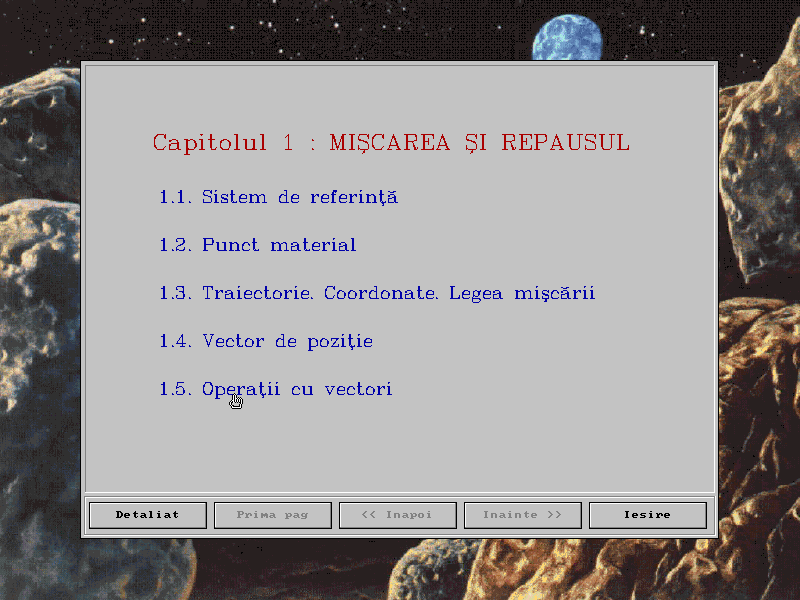 Capitolul 1 : MIŞCAREA ŞI REPAUSUL
1.1. Sistem de referinţă
1.2. Punct material
1.3. Traiectorie. Coordonate. Legea mişcării
1.4. Vector de poziţie
1.5. Operaţii cu vectori
Detaliat Prima pag << Inapoi Inainte >> Iesire